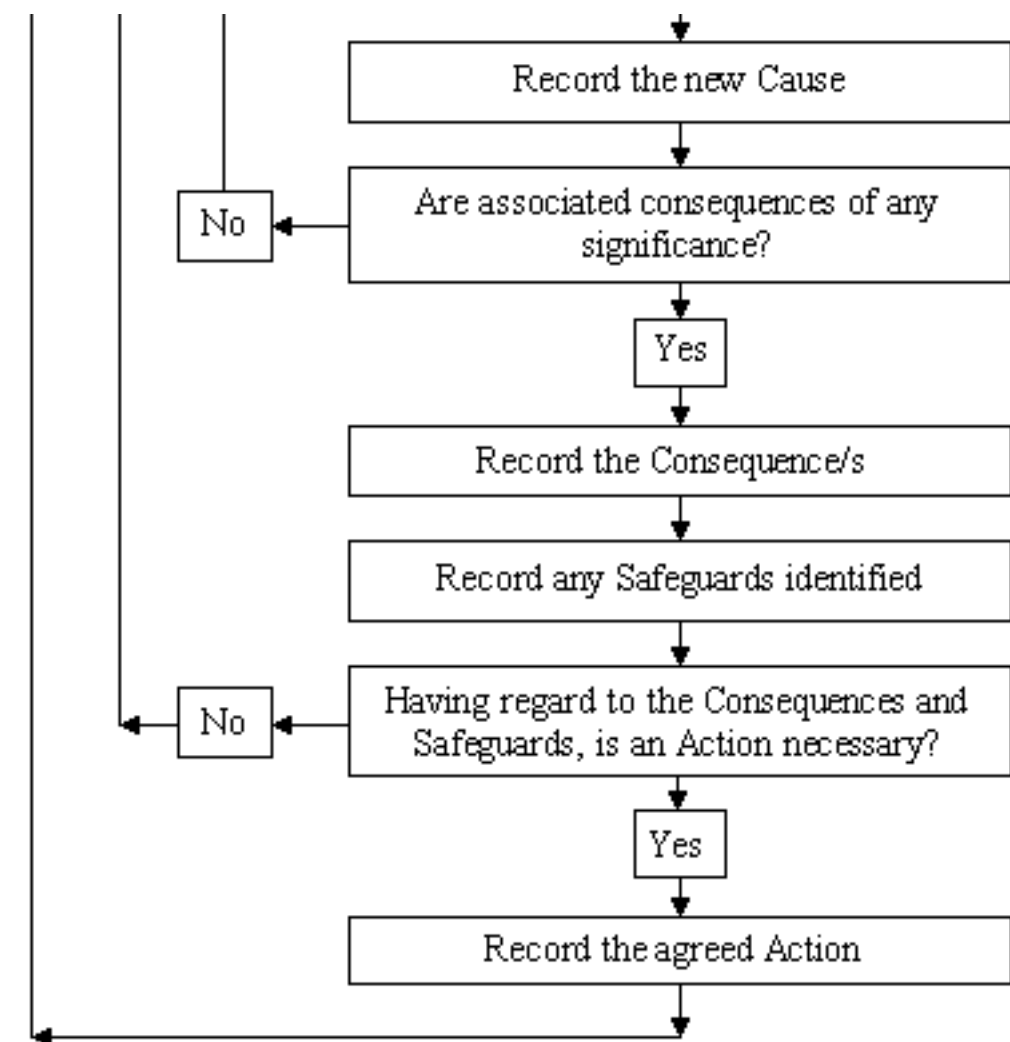 Record the new Cause
Are associated consequences of any
significance?
No
Yes
Record the Consequence/s
Record any Safeguards identified
Having regard to the Consequences and
Safeguards, is an Action necessary?
No
Yes
Record the agreed Action